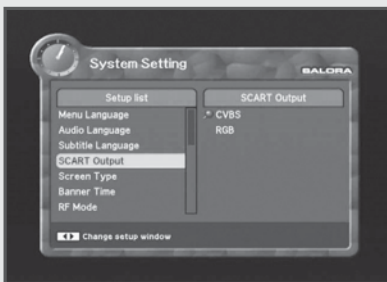 System Setting
SALORA
Setup list
Menu Language
Audio Language
Subtitle Language
SCART Output
Screen Type
Banner Time
RF Mode
SCART Output
CVBS
RGB
Change setup window